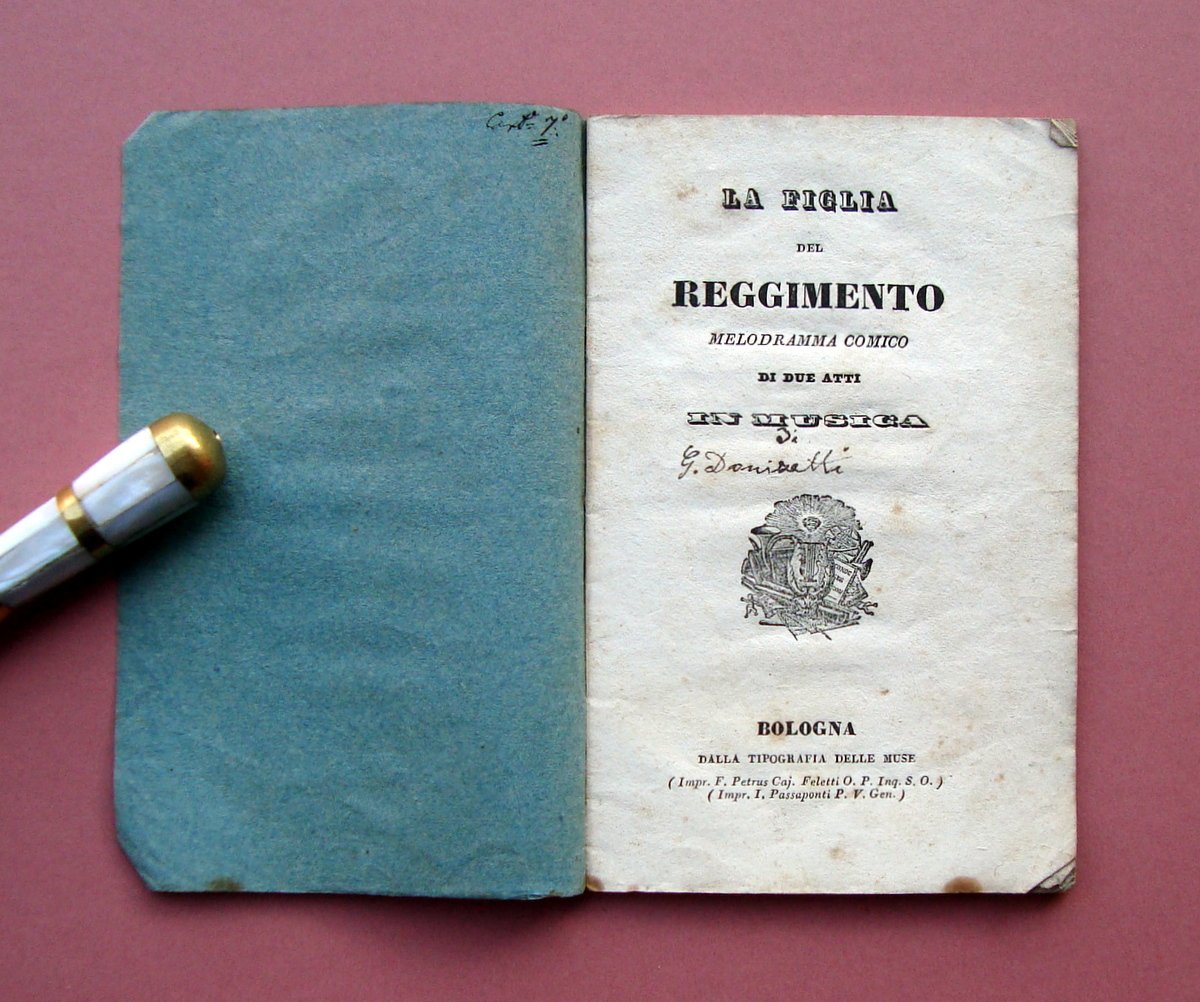 LA FIGLIA
DEL
REGGIMENTO
MELODRAMMA COMICO
DI DUE ATTI
IN MUSICA
Di
G. Donizetti
BOLOGNA
DALLA TIPOGRAFIA DELLE MUSE
( Impr. F. Petrus Caj. Feletti O. P. Inq. S. O. )
( Impr. I. Passaponti P. V. Gen. )